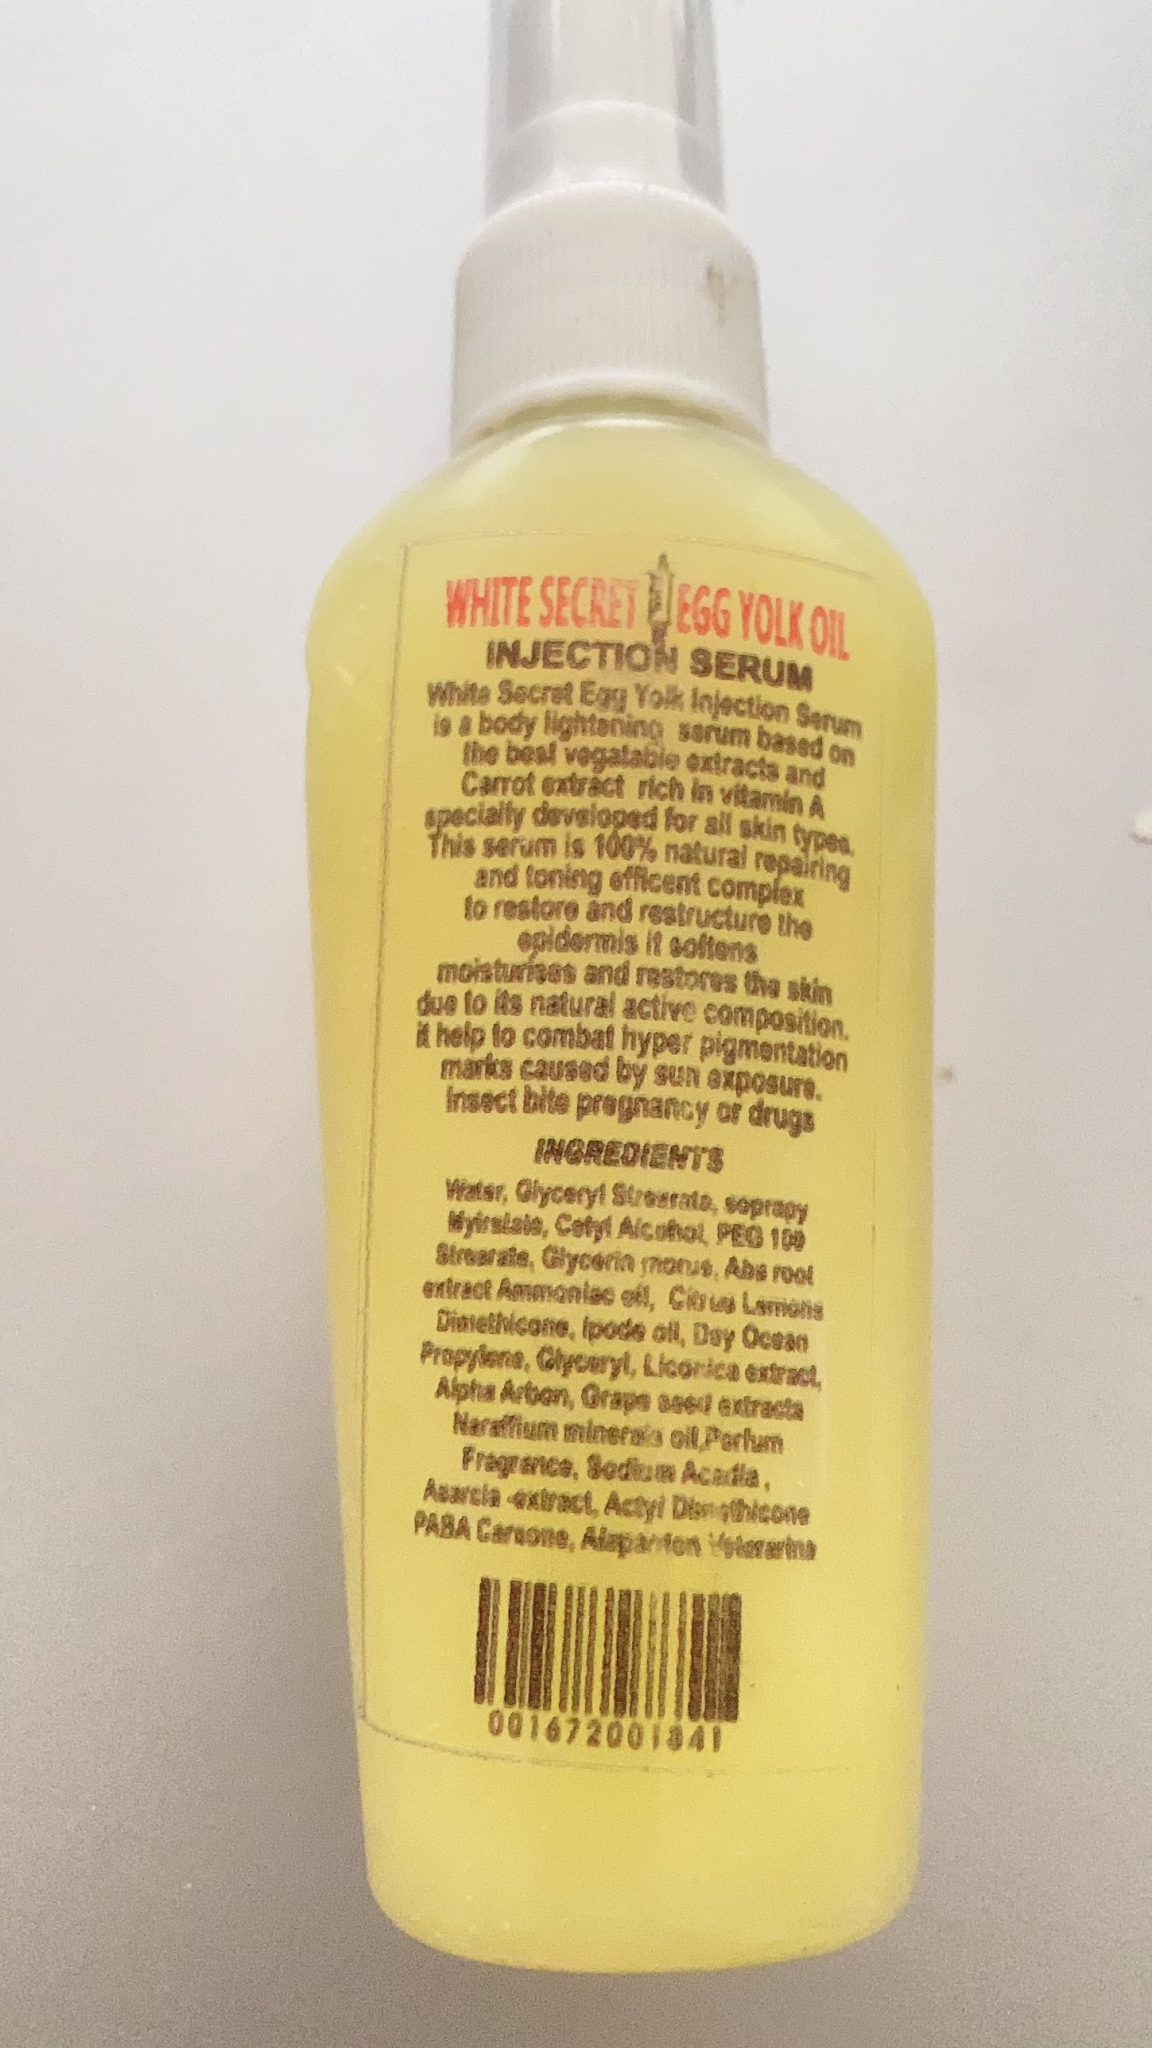 WHITE SECRET EGG YOLK OIL
INJECTION SERUM
White Secret Egg Yolk Injection Serum
is a body lightening serum based on
the best vegatable extracts and
Carrot extract rich in vitamin A
specially developed for all skin types.
This serum is 100% natural repairing
and toning efficent complex
to restore and restructure the
epidermis it softens
moisturises and restores the skin
due to its natural active composition.
it help to combat hyper pigmentation
marks caused by sun exposure.
Insect bite pregnancy or drugs
INGREDIENTS
Water, Glyceryl Strearate,
Cetyl Alcohol, PEG 100
Strearate, Glycerin morus, Aba root
extract Ammoniac oil, Citrus Lemons
Dimethicone, Ipode oil, Day Ocean
Propylene, Glyceryl, Licorica extract,
Alpha Arbon, Grape seed extracts
minerals oil, Parfum
Fragrance, Sodium Acadia,
extract, Actyl Dimethicone
PABA
001672001841